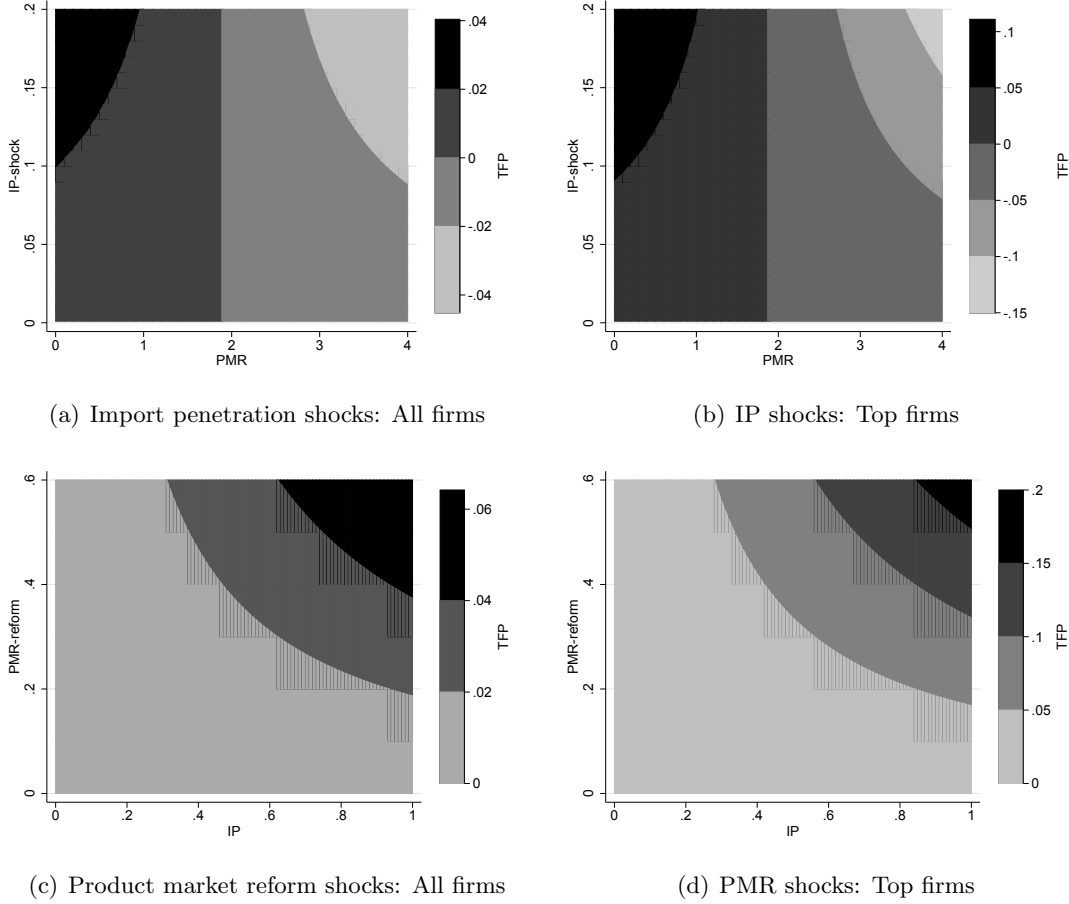 .2
.15
.1
.05
0
IP-shock
0 1 2 3 4
PMR
.04
.02
0
-.02
-.04
TFP
(a) Import penetration shocks: All firms
.2
.15
.1
.05
0
IP-shock
0 1 2 3 4
PMR
.1
.05
0
-.05
-.1
-.15
TFP
(b) IP shocks: Top firms
.6
.4
.2
0
PMR-reform
0 .2 .4 .6 .8 1
IP
.06
.04
.02
0
TFP
(c) Product market reform shocks: All firms
.6
.4
.2
0
PMR-reform
0 .2 .4 .6 .8 1
IP
.2
.15
.1
.05
0
TFP
(d) PMR shocks: Top firms